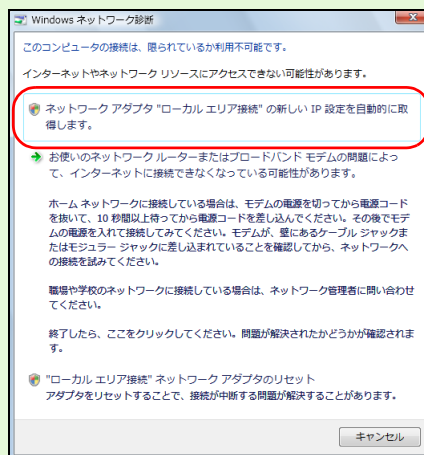 Windows ネットワーク診断
このコンピュータの接続は、限られているか利用不可能です。
インターネットやネットワーク リソースにアクセスできない可能性があります。
ネットワーク アダプタ "ローカル エリア接続" の新しい IP 設定を自動的に取
得します。
お使いのネットワーク ルーターまたはブロードバンド モデムの問題によっ
て、インターネットに接続できなくなっている可能性があります。
ホーム ネットワークに接続している場合は、モデムの電源を切ってから電源コード
を抜いて、10 秒間以上待ってから電源コードを差し込んでください。その後でモデ
ムの電源を入れて接続してみてください。モデムが、壁にあるケーブル ジャックま
たはモジュラー ジャックに差し込まれていることを確認してから、ネットワークへ
の接続を試みてください。
職場や学校のネットワークに接続している場合は、ネットワーク管理者に問い合わせ
てください。
終了したら、ここをクリックしてください。問題が解決されたかどうかが確認されま
す。
"ローカル エリア接続" ネットワーク アダプタのリセット
アダプタをリセットすることで、接続が中断する問題が解決することがあります。
キャンセル